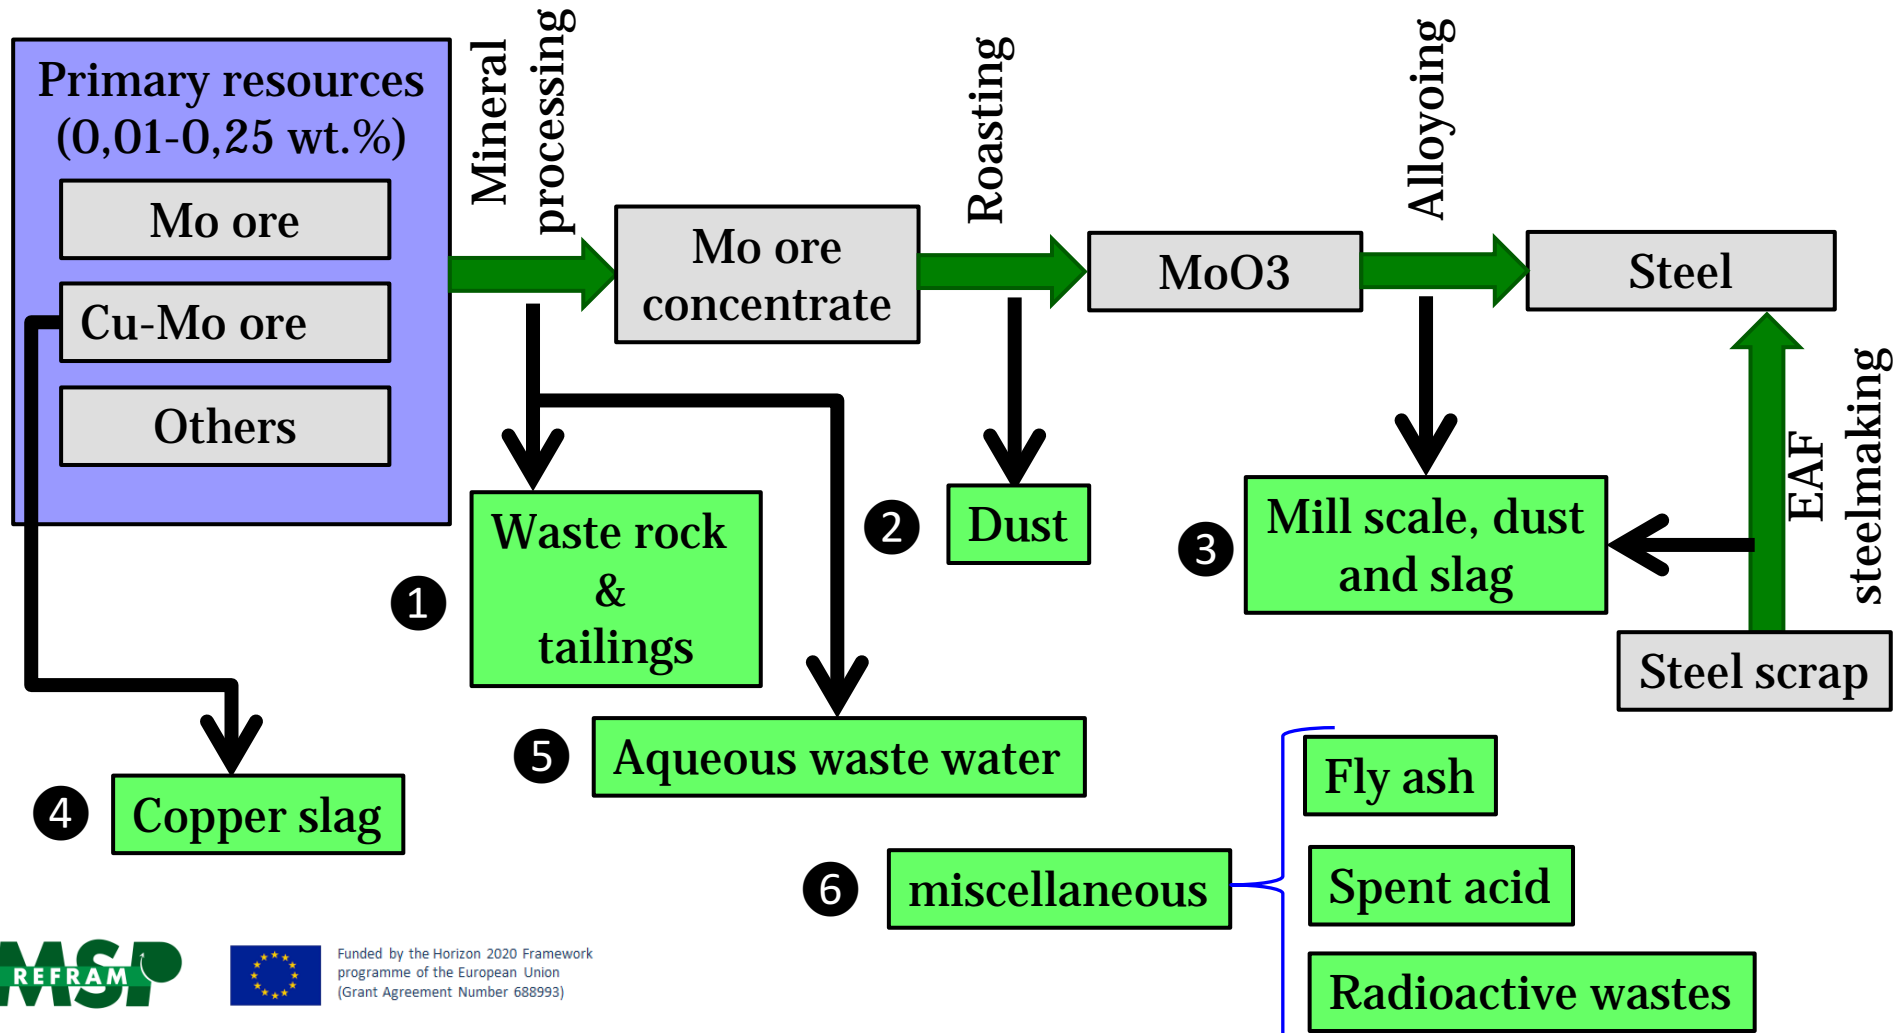 Primary resources
(0,01-0,25 wt.%)
Mo ore
Cu-Mo ore
Others
Mineral
processing
Mo ore
concentrate
Roasting
MoO3
Alloyoing
Steel
EAF
steelmaking
Steel scrap
1
Waste rock
&
tailings
2
Dust
3
Mill scale, dust
and slag
4
Copper slag
5
Aqueous waste water
6
miscellaneous
Fly ash
Spent acid
Radioactive wastes
MSP
REFRAM
Funded by the Horizon 2020 Framework
programme of the European Union
(Grant Agreement Number 688993)